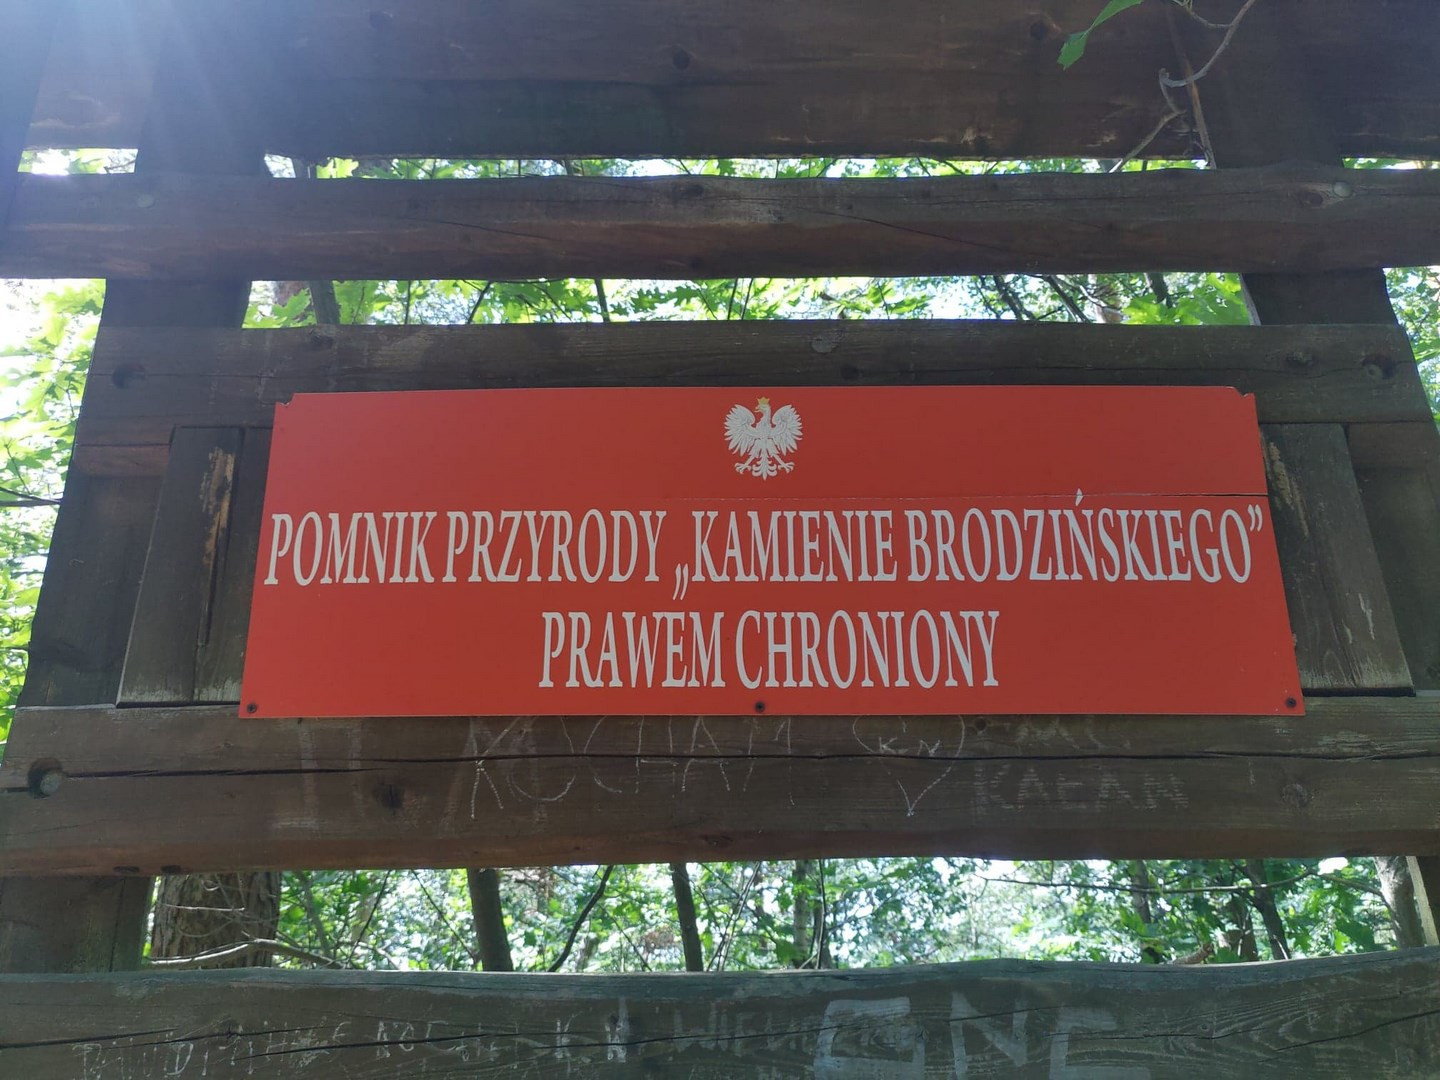 POMNIK PRZYRODY „KAMIENIE BRODZIŃSKIEGO”
PRAWEM CHRONIONY
KOCHAM